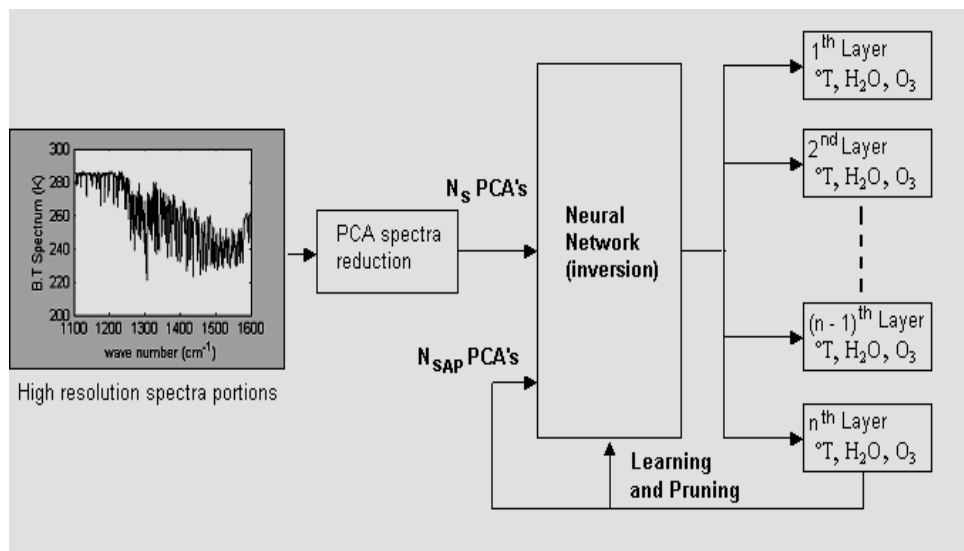 300
280
260
240
220
200
B.T Spectrum (K)
1100 1200 1300 1400 1500 1600
wave number (cm⁻¹)
High resolution spectra portions
PCA spectra
reduction
N_S PCA's
N_SAP PCA's
Neural
Network
(inversion)
Learning
and Pruning
1ᵗʰ Layer
°T, H₂O, O₃
2ⁿᵈ Layer
°T, H₂O, O₃
(n - 1)ᵗʰ Layer
°T, H₂O, O₃
nᵗʰ Layer
°T, H₂O, O₃